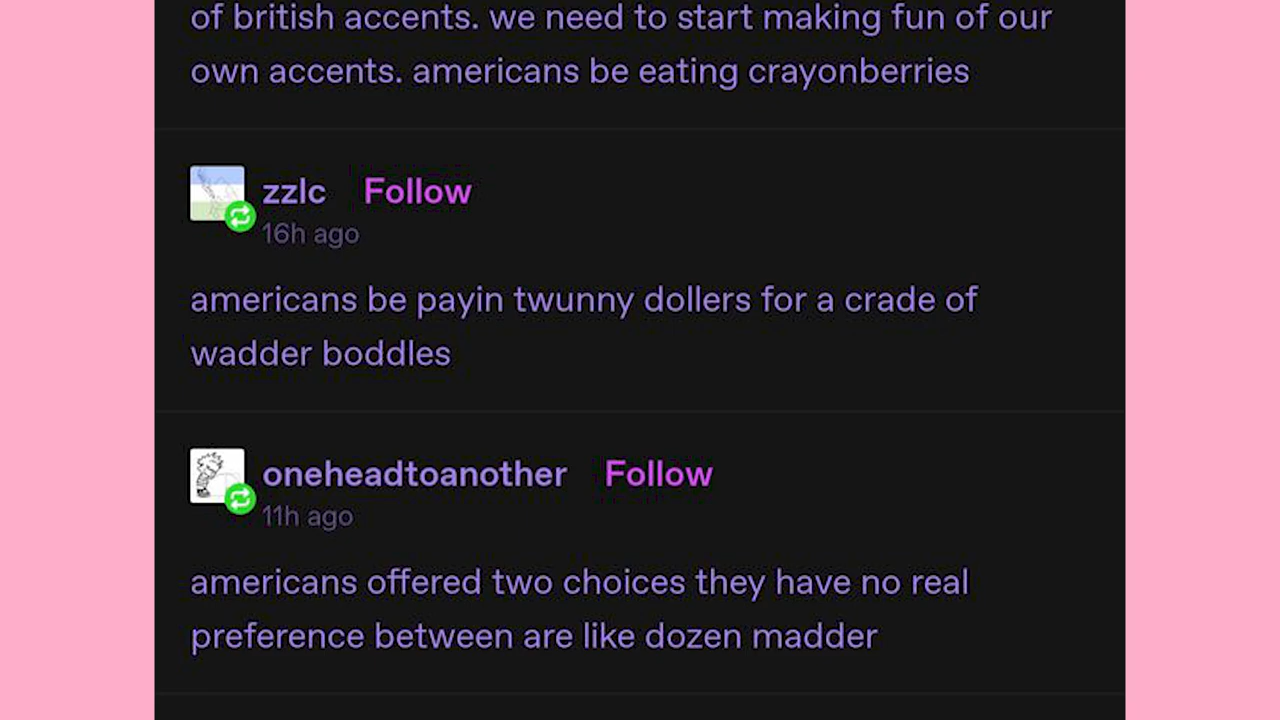 of british accents. we need to start making fun of our
own accents. americans be eating crayonberries
zzlc Follow
16h ago
americans be payin twunny dollers for a crade of
wadder boddles
oneheadtoanother Follow
11h ago
americans offered two choices they have no real
preference between are like dozen madder